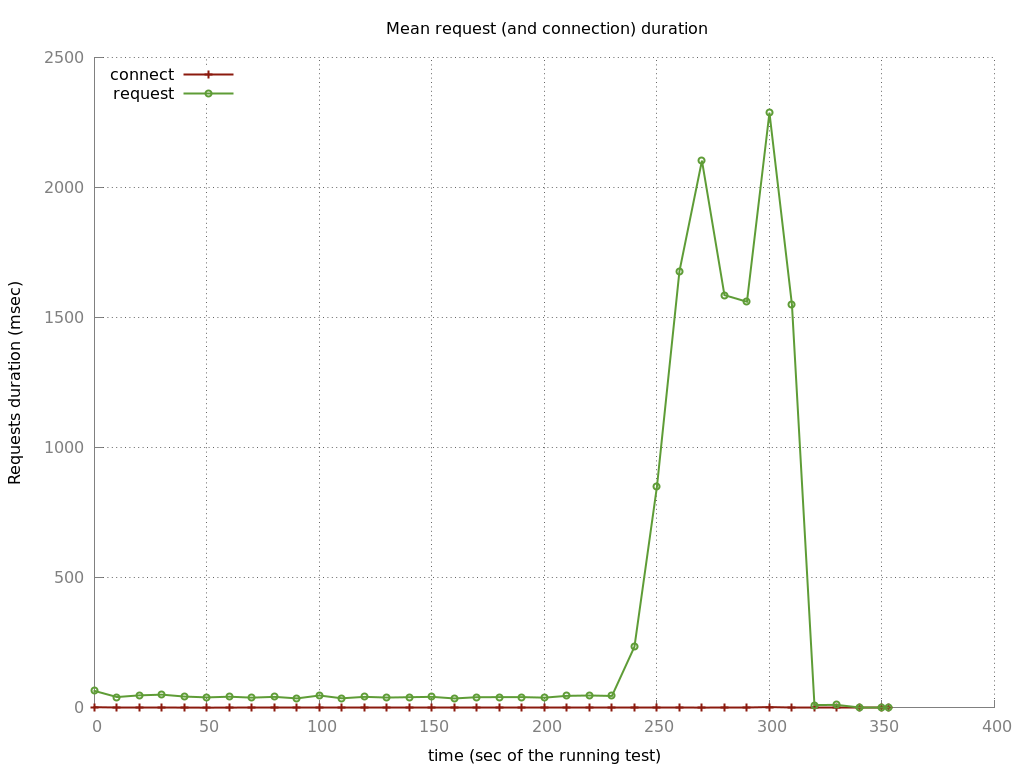 Mean request (and connection) duration
2500
2000
1500
1000
500
0
Requests duration (msec)
connect
request
0 50 100 150 200 250 300 350 400
time (sec of the running test)